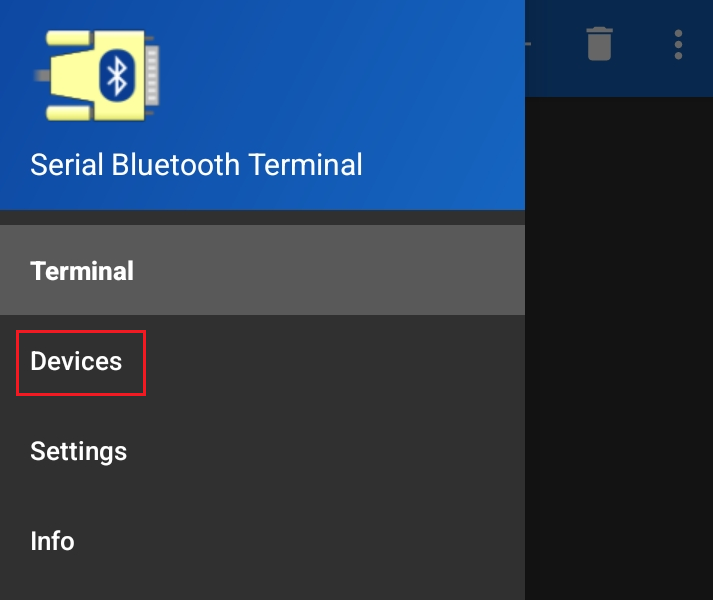 Serial Bluetooth Terminal
Terminal
Devices
Settings
Info